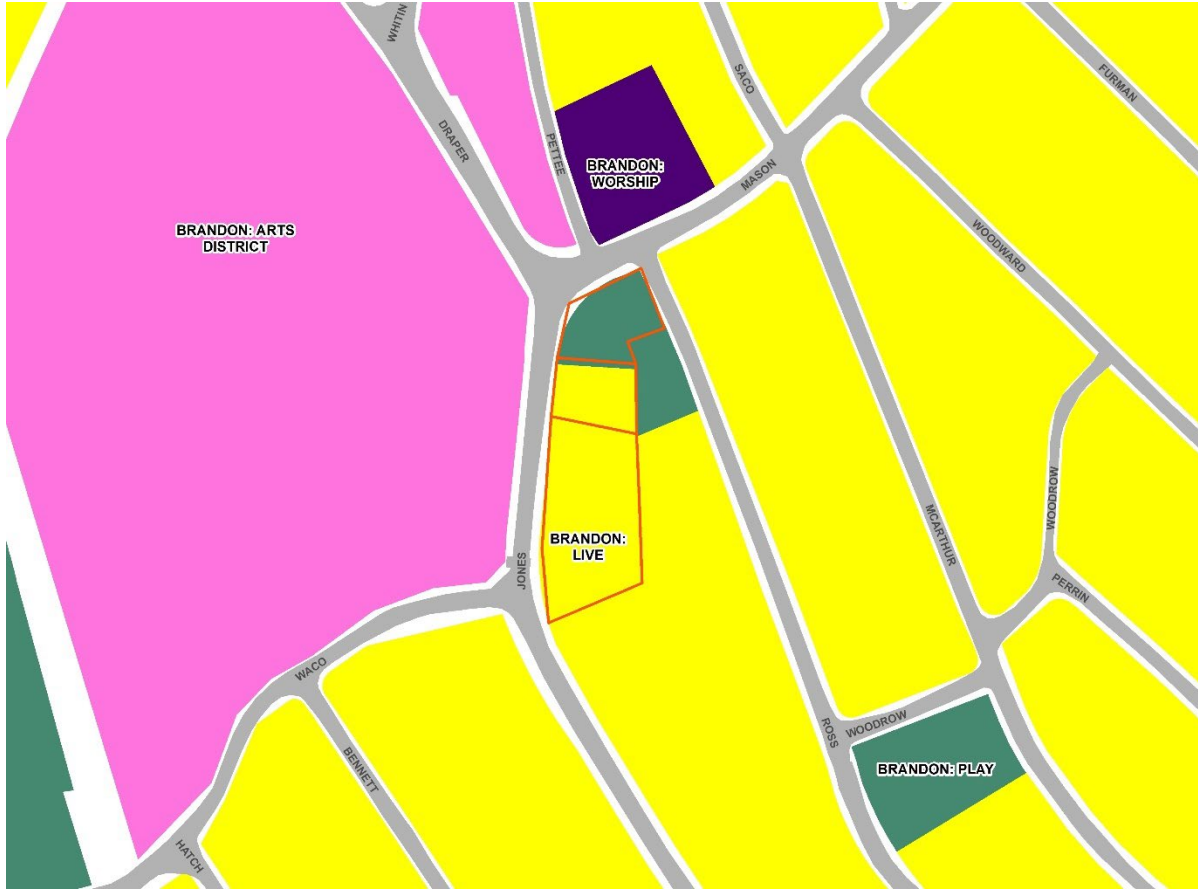 WHITIN
FURMAN
SACO
DRAPER
PETTEE
BRANDON:
WORSHIP
MASON
BRANDON: ARTS
DISTRICT
WOODWARD
WOODROW
MCARTHUR
BRANDON:
LIVE
JONES
PERRIN
WACO
ROSS
WOODROW
BENNETT
BRANDON: PLAY
HATCH